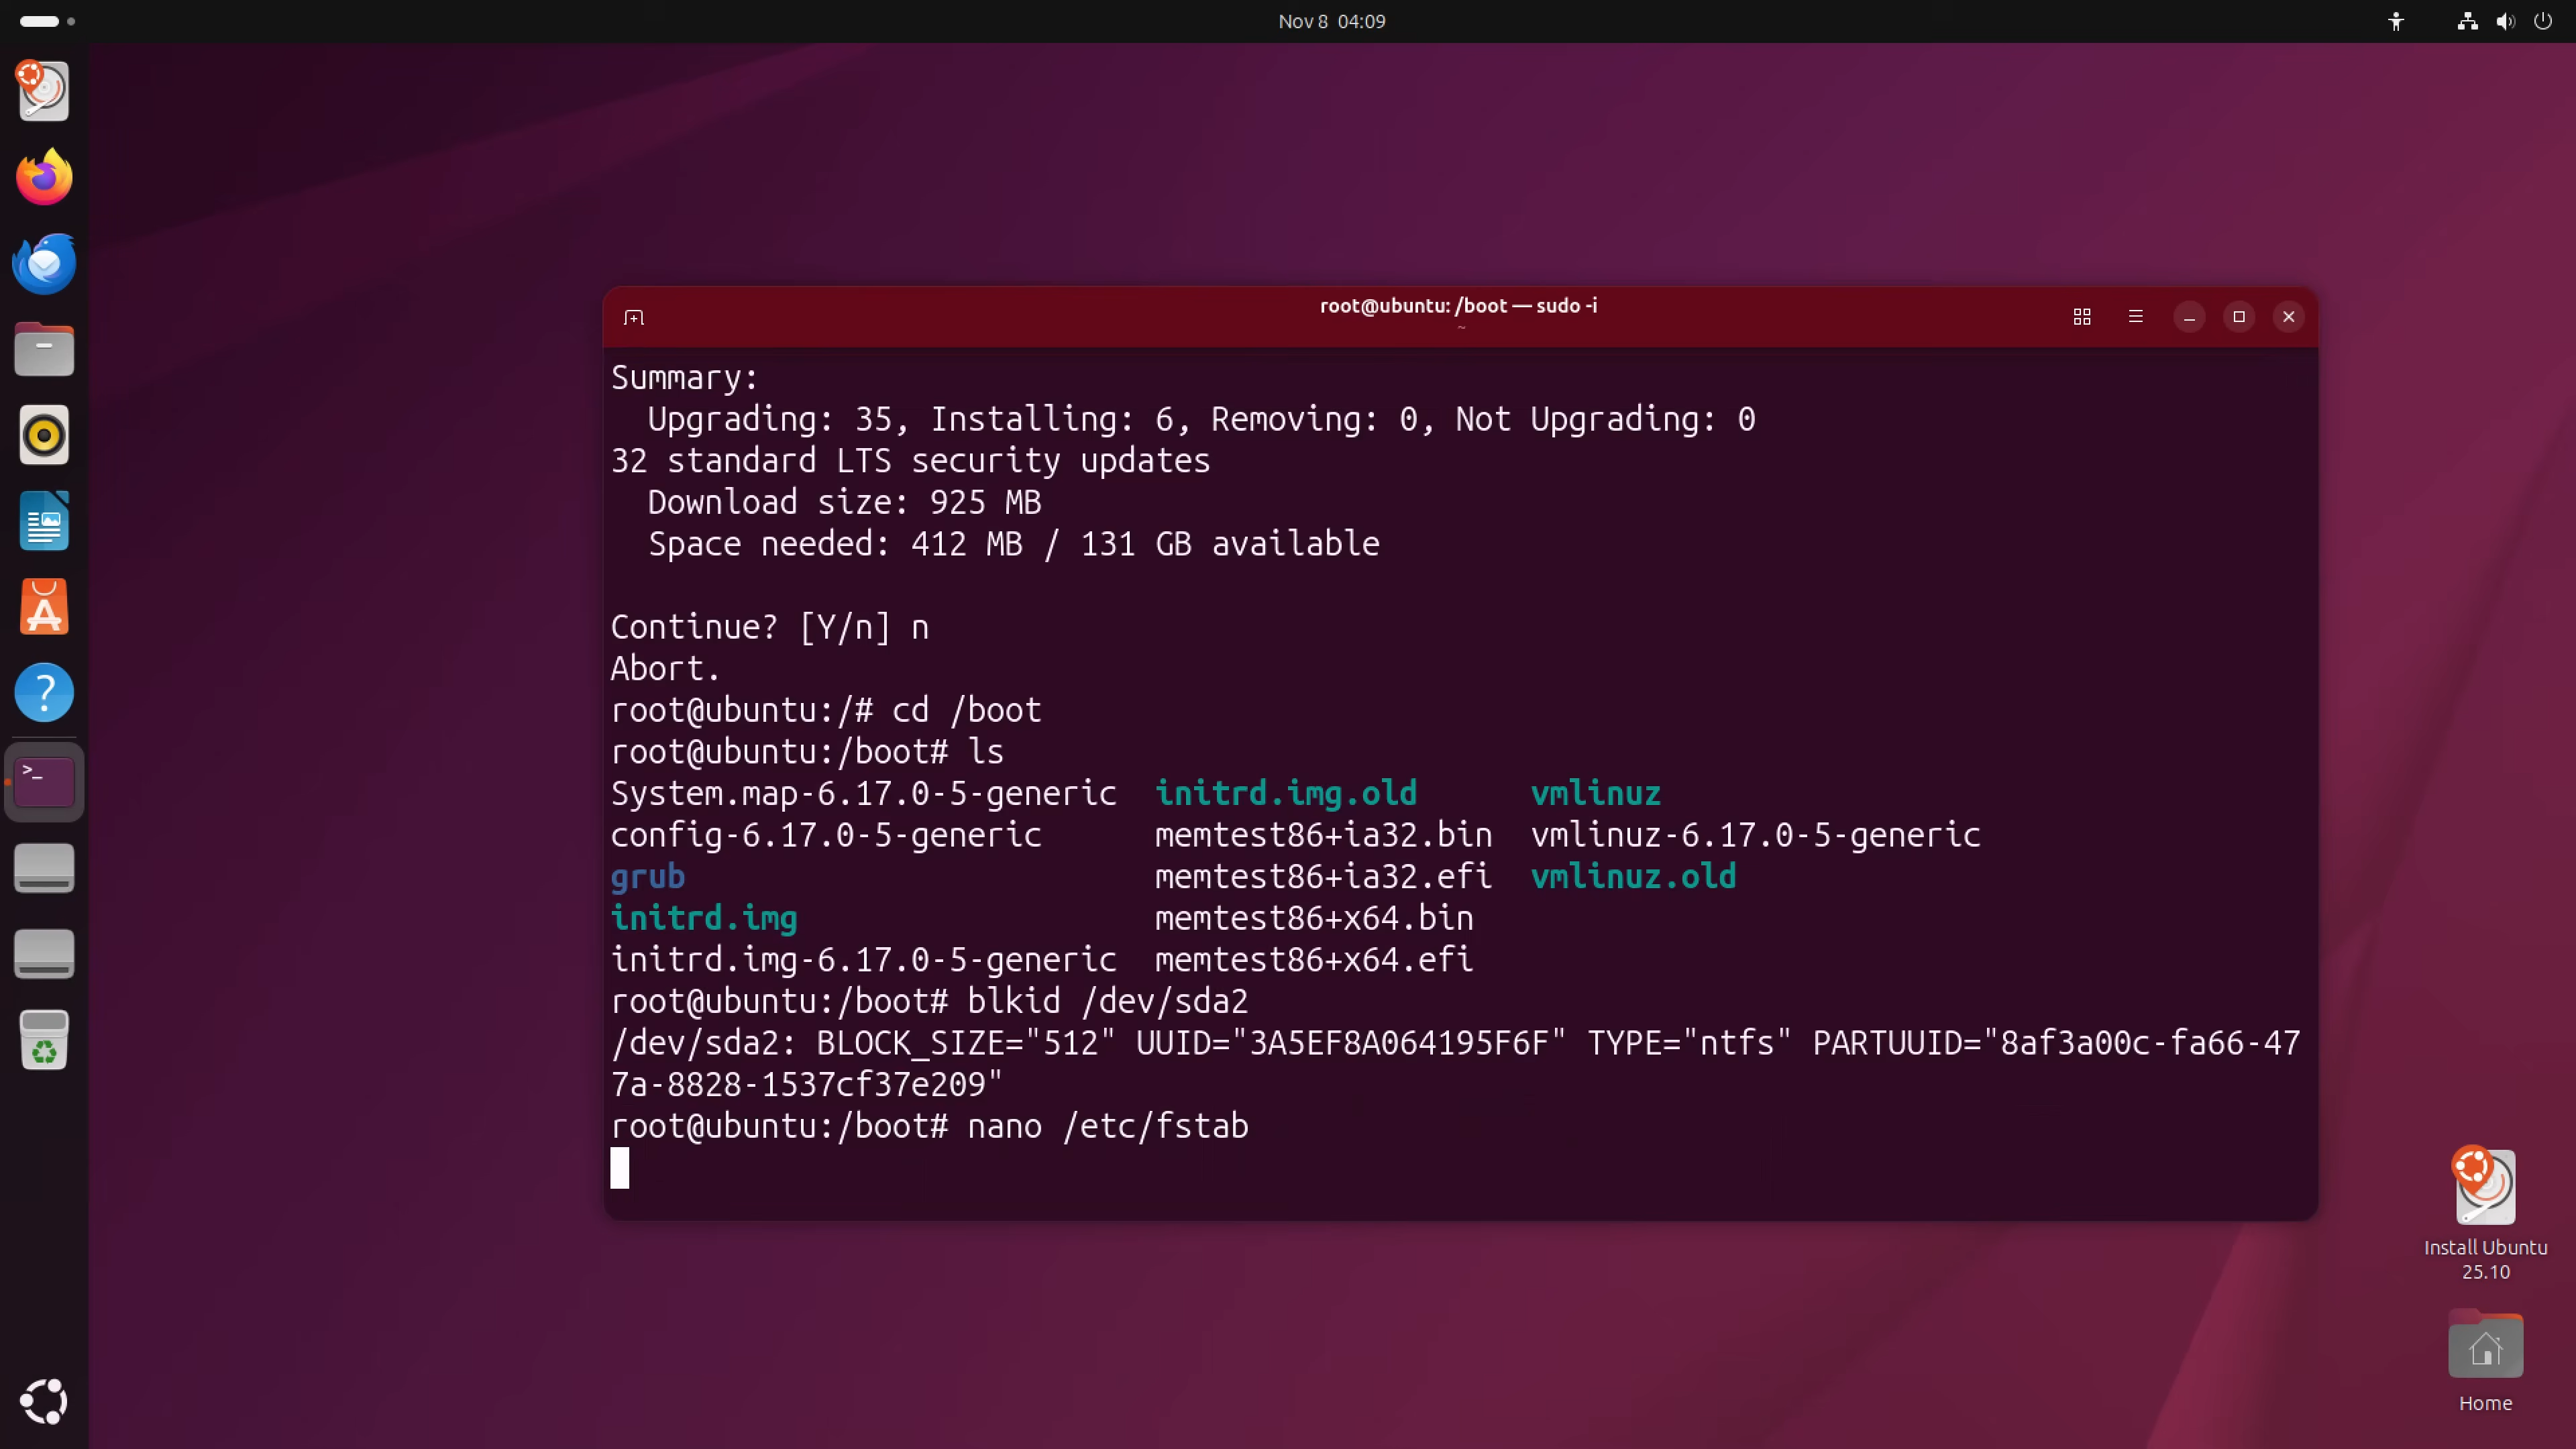 Nov 8 04:09
root@ubuntu: /boot — sudo -i
~
Summary:
Upgrading: 35, Installing: 6, Removing: 0, Not Upgrading: 0
32 standard LTS security updates
Download size: 925 MB
Space needed: 412 MB / 131 GB available
Continue? [Y/n] n
Abort.
root@ubuntu:/# cd /boot
root@ubuntu:/boot# ls
System.map-6.17.0-5-generic initrd.img.old vmlinuz
config-6.17.0-5-generic memtest86+ia32.bin vmlinuz-6.17.0-5-generic
grub memtest86+ia32.efi vmlinuz.old
initrd.img memtest86+x64.bin
initrd.img-6.17.0-5-generic memtest86+x64.efi
root@ubuntu:/boot# blkid /dev/sda2
/dev/sda2: BLOCK_SIZE="512" UUID="3A5EF8A064195F6F" TYPE="ntfs" PARTUUID="8af3a00c-fa66-47
7a-8828-1537cf37e209"
root@ubuntu:/boot# nano /etc/fstab
Install Ubuntu
25.10
Home